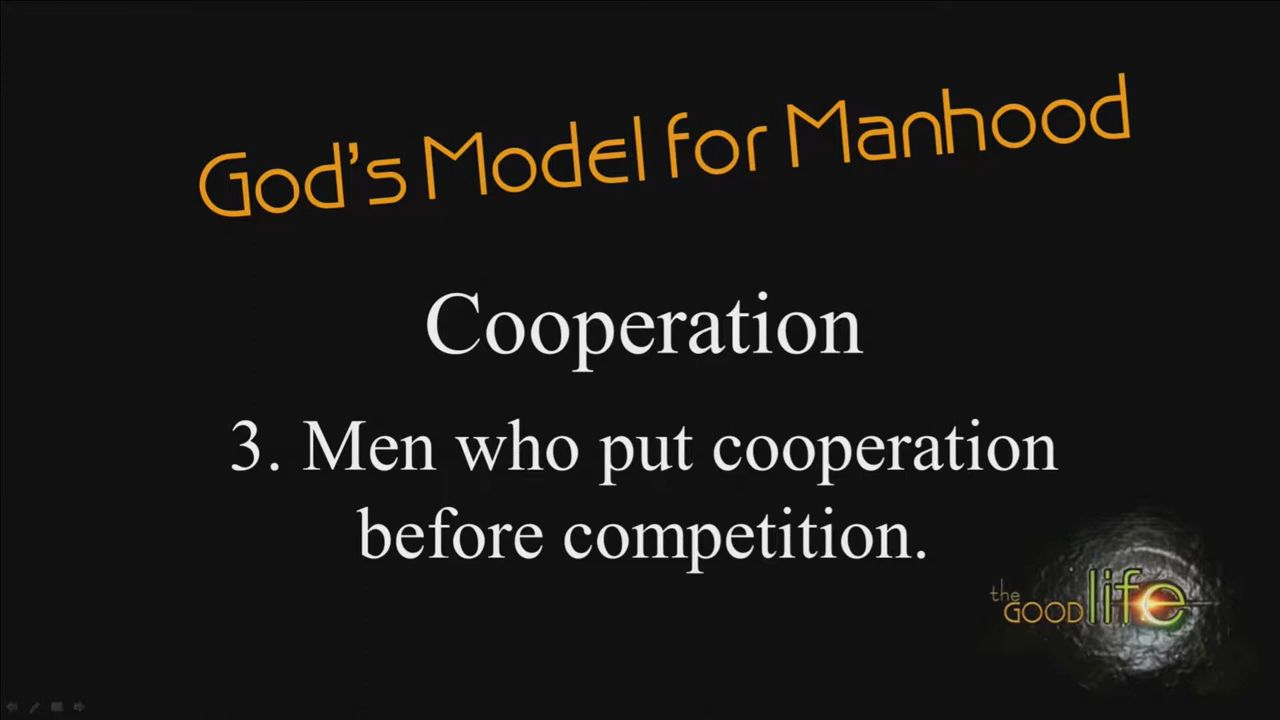 God's Model for Manhood
Cooperation
3. Men who put cooperation
before competition.
the
GOOD life